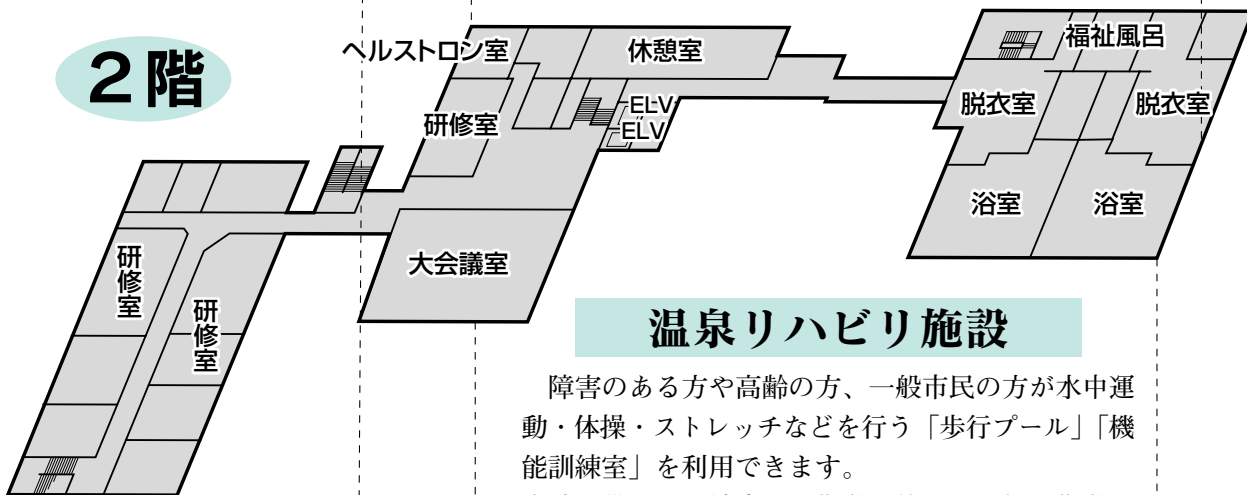 2階
ヘルストロン室
休憩室
福祉風呂
研修室
ELV
ELV
脱衣室
脱衣室
浴室
浴室
大会議室
研修室
研修室
温泉リハビリ施設
障害のある方や高齢の方、一般市民の方が水中運
動・体操・ストレッチなどを行う「歩行プール」「機
能訓練室」を利用できます。